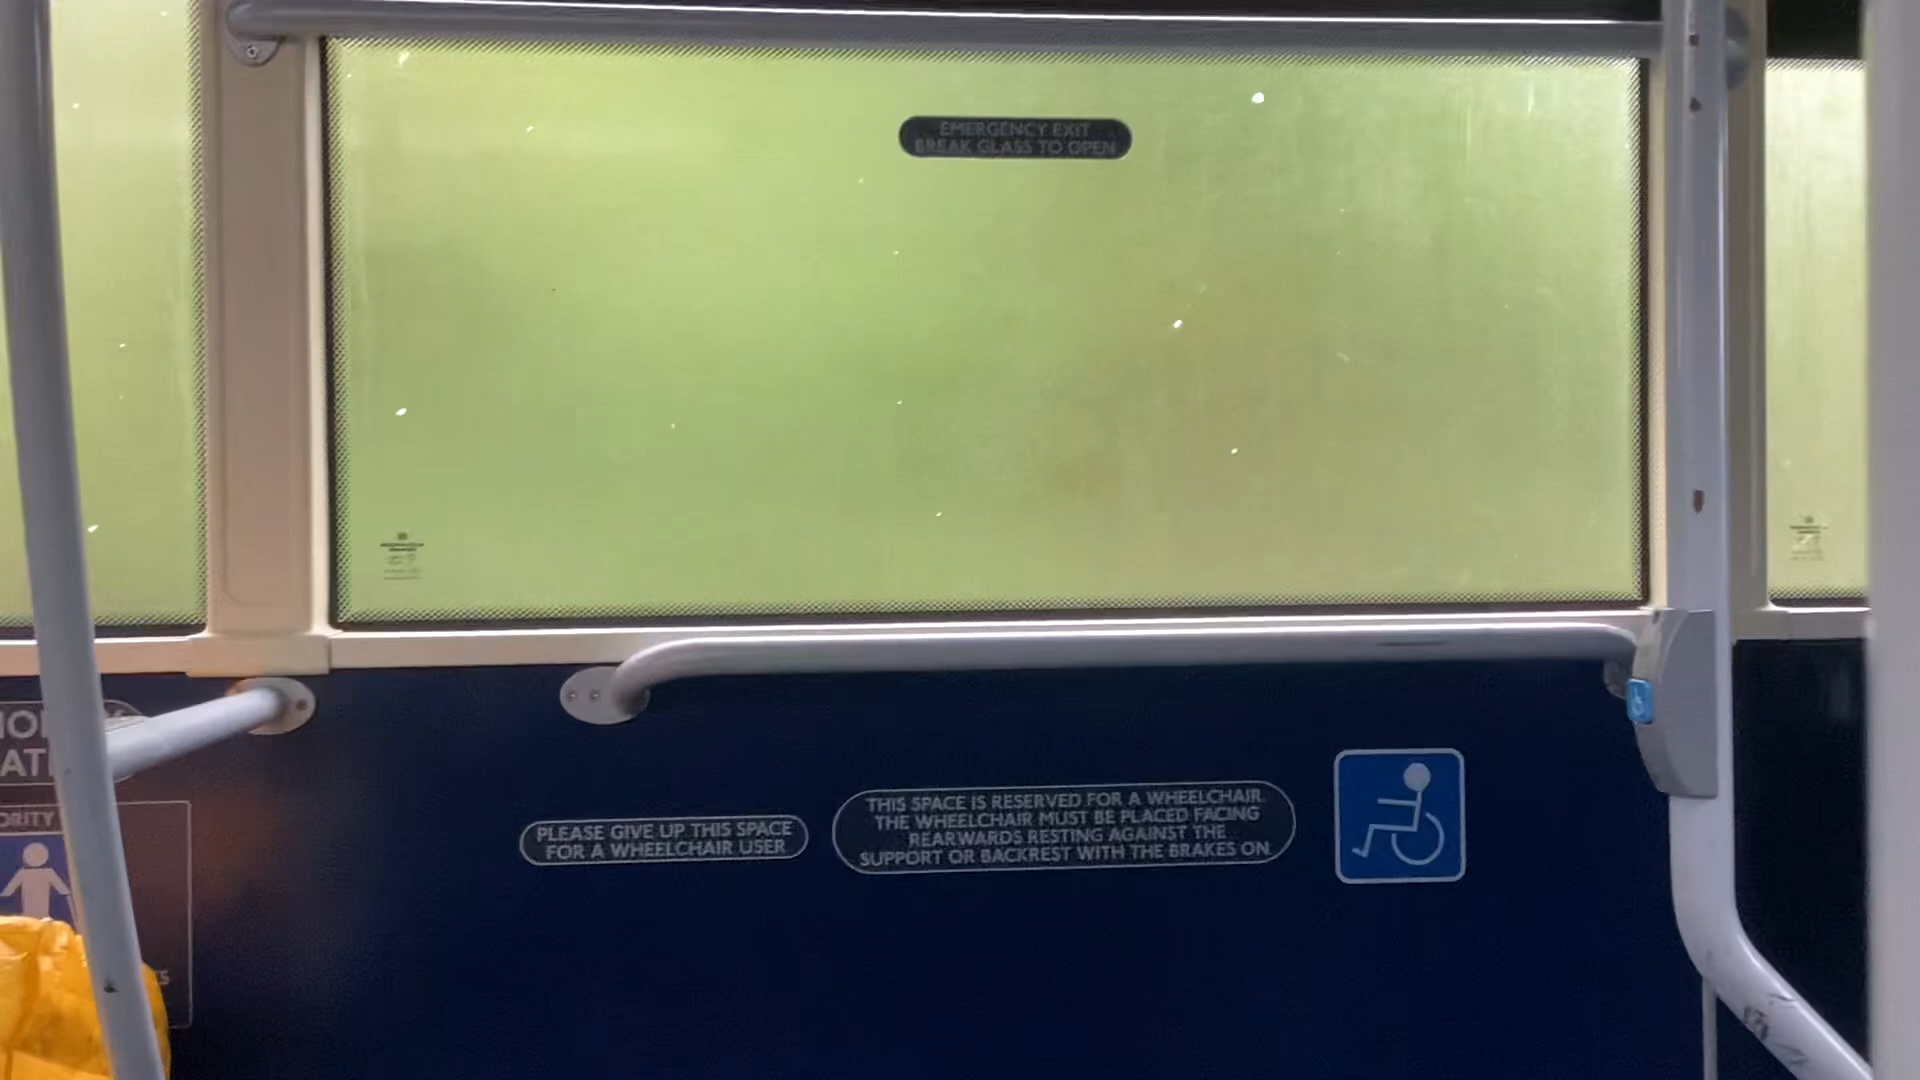 EMERGENCY EXIT
BREAK GLASS TO OPEN
PLEASE GIVE UP THIS SPACE
FOR A WHEELCHAIR USER
THIS SPACE IS RESERVED FOR A WHEELCHAIR.
THE WHEELCHAIR MUST BE PLACED FACING
REARWARDS RESTING AGAINST THE
SUPPORT OR BACKREST WITH THE BRAKES ON.